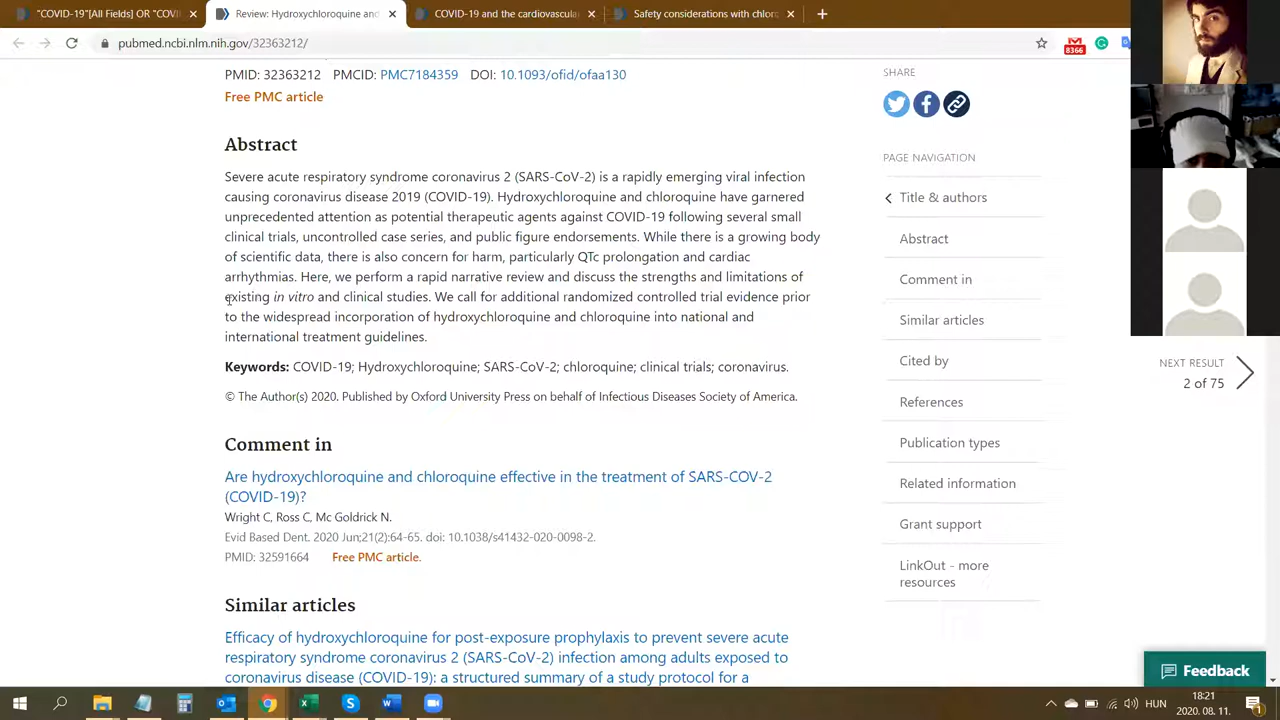 "COVID-19"[All Fields] OR "COVI
Review: Hydroxychloroquine and
COVID-19 and the cardiovascula
Safety considerations with chlor
pubmed.ncbi.nlm.nih.gov/32363212/
8366
PMID: 32363212 PMCID: PMC7184359 DOI: 10.1093/ofid/ofaa130
Free PMC article
Abstract
Severe acute respiratory syndrome coronavirus 2 (SARS-CoV-2) is a rapidly emerging viral infection
causing coronavirus disease 2019 (COVID-19). Hydroxychloroquine and chloroquine have garnered
unprecedented attention as potential therapeutic agents against COVID-19 following several small
clinical trials, uncontrolled case series, and public figure endorsements. While there is a growing body
of scientific data, there is also concern for harm, particularly QTc prolongation and cardiac
arrhythmias. Here, we perform a rapid narrative review and discuss the strengths and limitations of
existing in vitro and clinical studies. We call for additional randomized controlled trial evidence prior
to the widespread incorporation of hydroxychloroquine and chloroquine into national and
international treatment guidelines.
Keywords: COVID-19; Hydroxychloroquine; SARS-CoV-2; chloroquine; clinical trials; coronavirus.
© The Author(s) 2020. Published by Oxford University Press on behalf of Infectious Diseases Society of America.
Comment in
Are hydroxychloroquine and chloroquine effective in the treatment of SARS-COV-2
(COVID-19)?
Wright C, Ross C, Mc Goldrick N.
Evid Based Dent. 2020 Jun;21(2):64-65. doi: 10.1038/s41432-020-0098-2.
PMID: 32591664 Free PMC article.
Similar articles
Efficacy of hydroxychloroquine for post-exposure prophylaxis to prevent severe acute
respiratory syndrome coronavirus 2 (SARS-CoV-2) infection among adults exposed to
coronavirus disease (COVID-19): a structured summary of a study protocol for a
SHARE
PAGE NAVIGATION
Title & authors
Abstract
Comment in
Similar articles
Cited by
References
Publication types
Related information
Grant support
LinkOut - more
resources
NEXT RESULT
2 of 75
Feedback
HUN
18:21
2020. 08. 11.